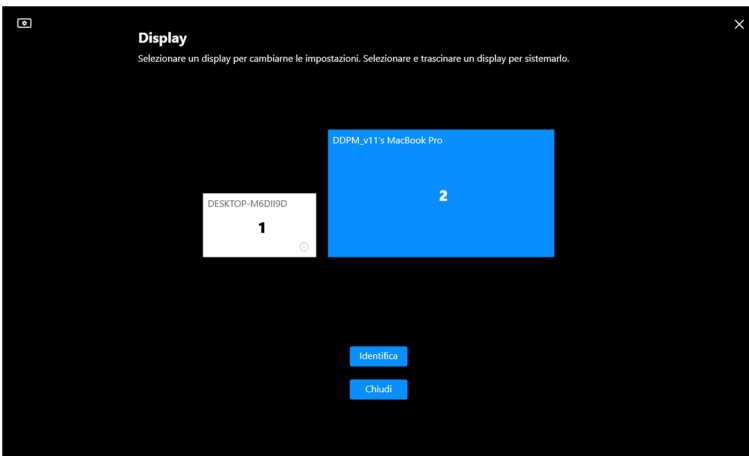 Display
Selezionare un display per cambiarne le impostazioni. Selezionare e trascinare un display per sistemarlo.
DDPM_v11's MacBook Pro
2
DESKTOP-M6DII9D
1
Identifica
Chiudi